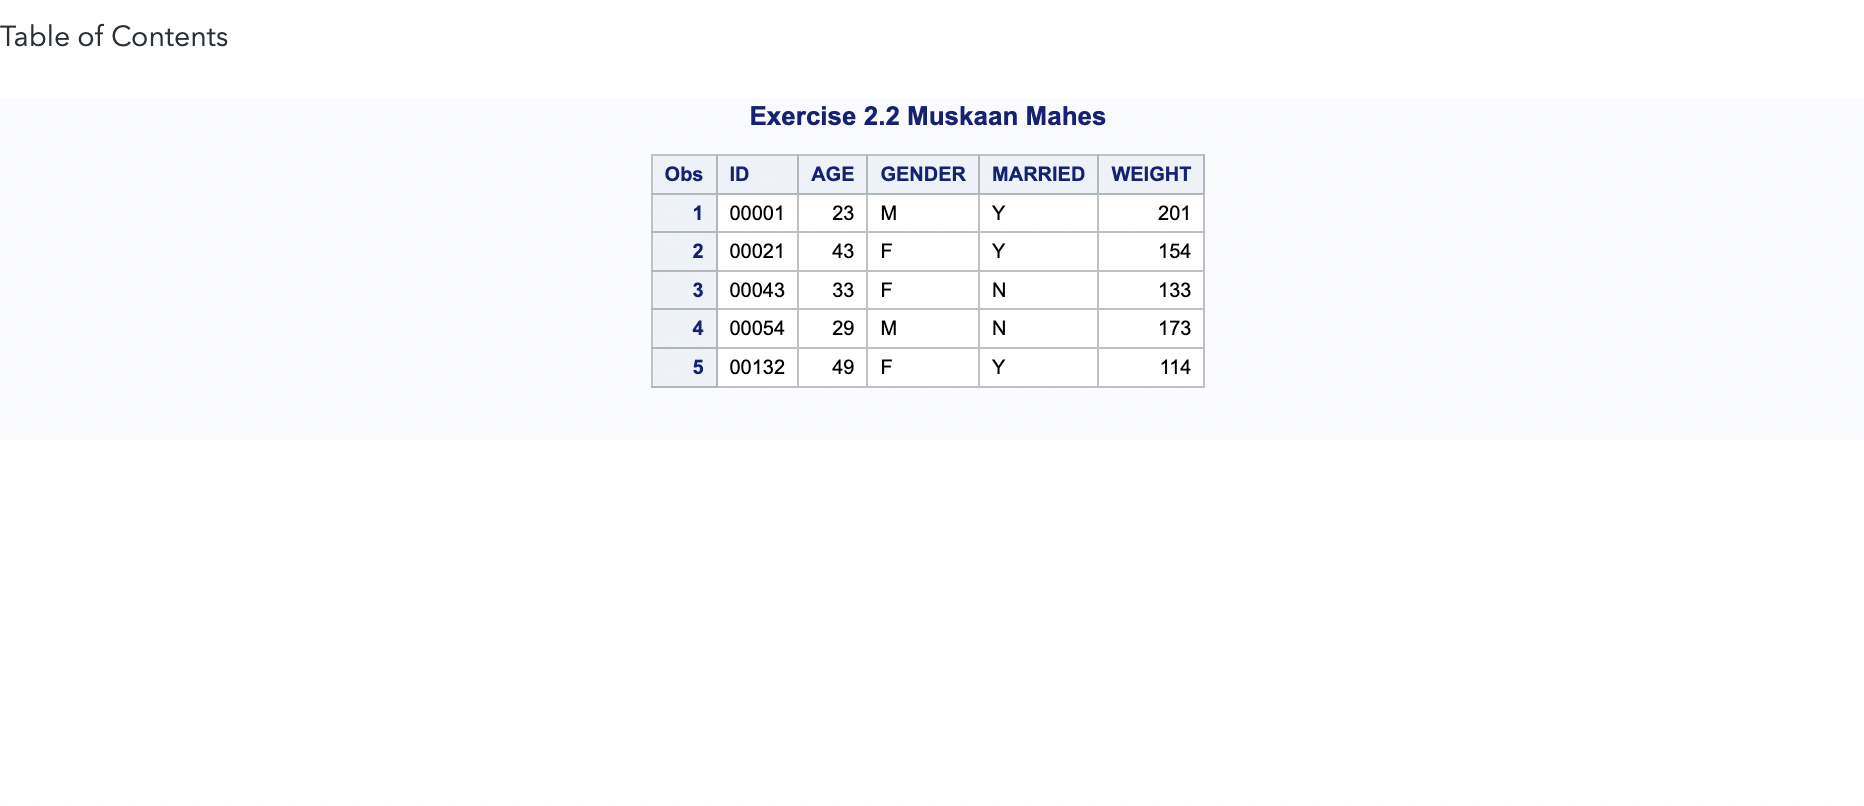 Table of Contents
Exercise 2.2 Muskaan Mahes
Obs ID AGE GENDER MARRIED WEIGHT
1 00001 23 M Y 201
2 00021 43 F Y 154
3 00043 33 F N 133
4 00054 29 M N 173
5 00132 49 F Y 114